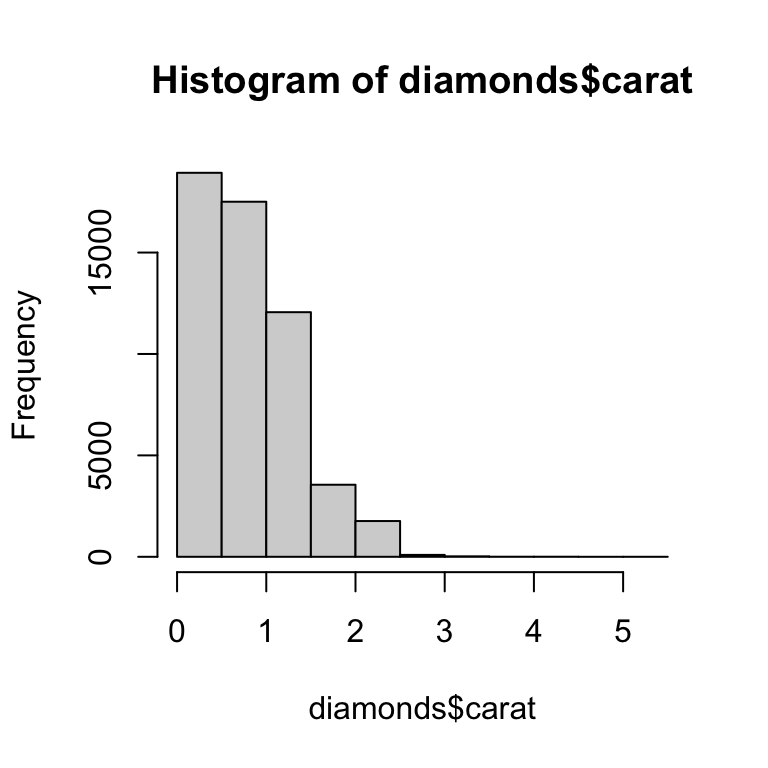 Histogram of diamonds$carat
Frequency
15000
5000
0
0 1 2 3 4 5
diamonds$carat